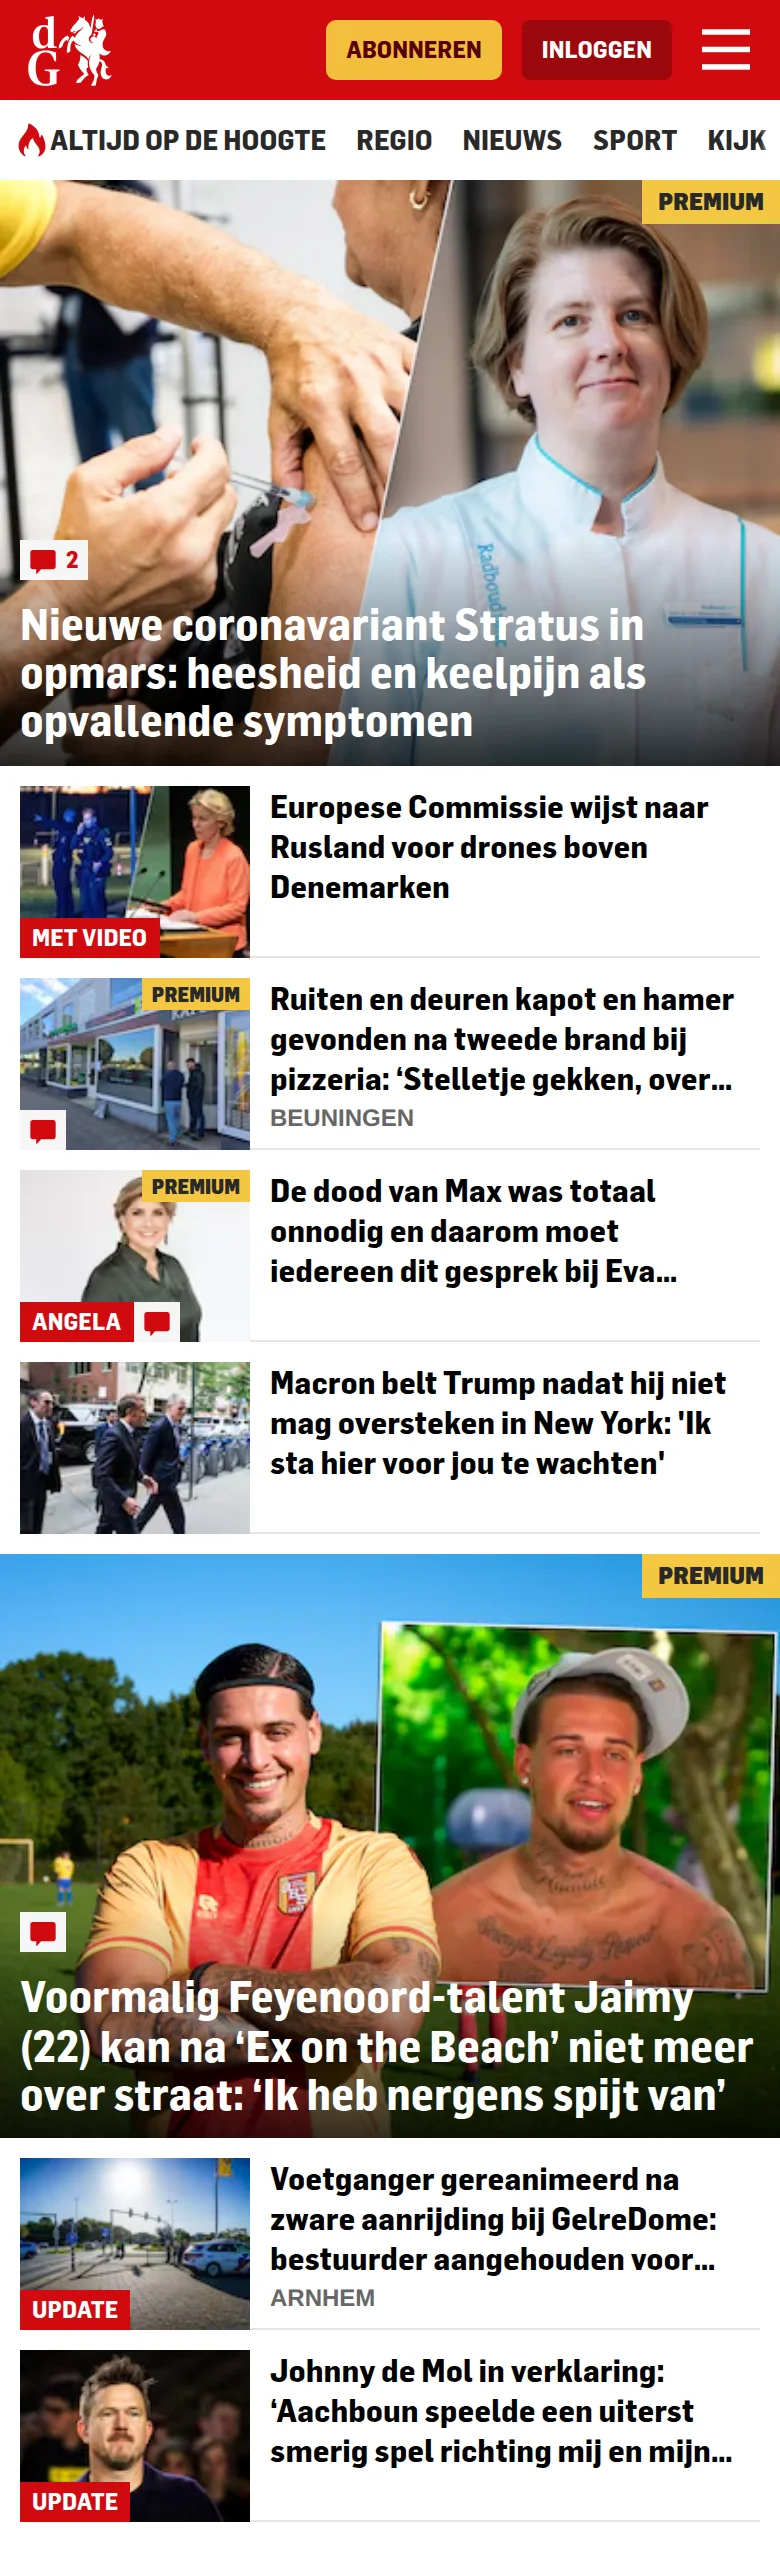 dG
ABONNEREN
INLOGGEN
ALTIJD OP DE HOOGTE
REGIO
NIEUWS
SPORT
KIJK
PREMIUM
2
Nieuwe coronavariant Stratus in
opmars: heesheid en keelpijn als
opvallende symptomen
Europese Commissie wijst naar
Rusland voor drones boven
Denemarken
MET VIDEO
PREMIUM
Ruiten en deuren kapot en hamer
gevonden na tweede brand bij
pizzeria: ‘Stelletje gekken, over...
BEUNINGEN
PREMIUM
De dood van Max was totaal
onnodig en daarom moet
iedereen dit gesprek bij Eva...
ANGELA
Macron belt Trump nadat hij niet
mag oversteken in New York: 'Ik
sta hier voor jou te wachten'
PREMIUM
Voormalig Feyenoord-talent Jaimy
(22) kan na ‘Ex on the Beach’ niet meer
over straat: ‘Ik heb nergens spijt van’
Voetganger gereanimeerd na
zware aanrijding bij GelreDome:
bestuurder aangehouden voor...
ARNHEM
UPDATE
Johnny de Mol in verklaring:
‘Aachboun speelde een uiterst
smerig spel richting mij en mijn...
UPDATE